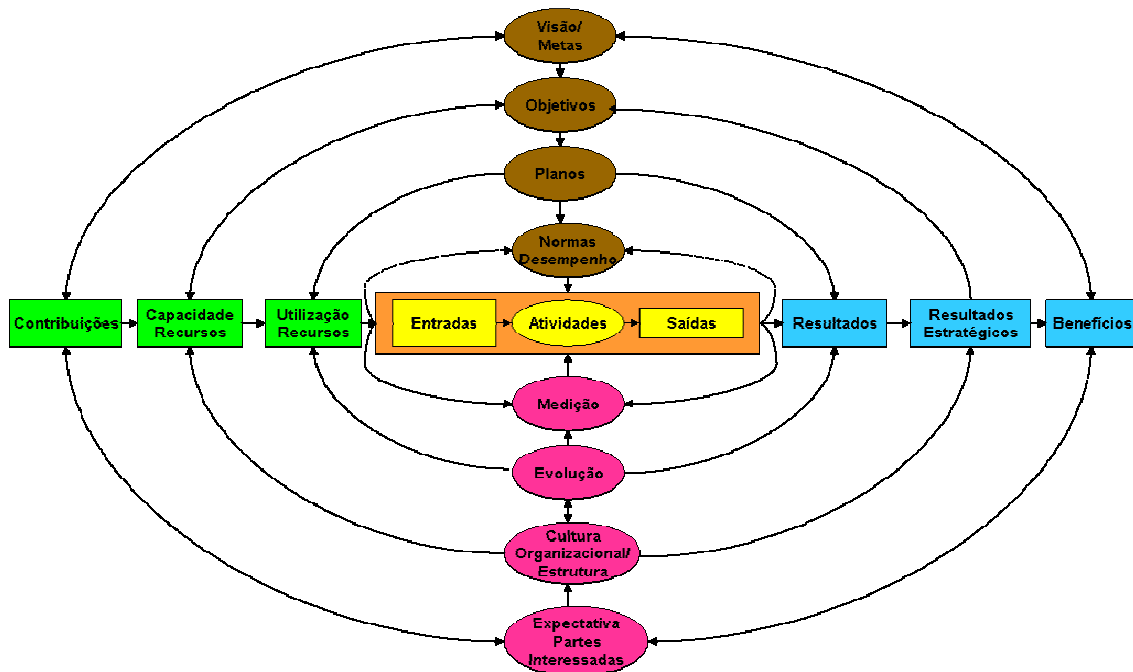 Visão/
Metas
Objetivos
Planos
Normas
Desempenho
Contribuições
Capacidade
Recursos
Utilização
Recursos
Entradas
Atividades
Saídas
Resultados
Resultados
Estratégicos
Benefícios
Medição
Evolução
Cultura
Organizacional/
Estrutura
Expectativa
Partes
Interessadas